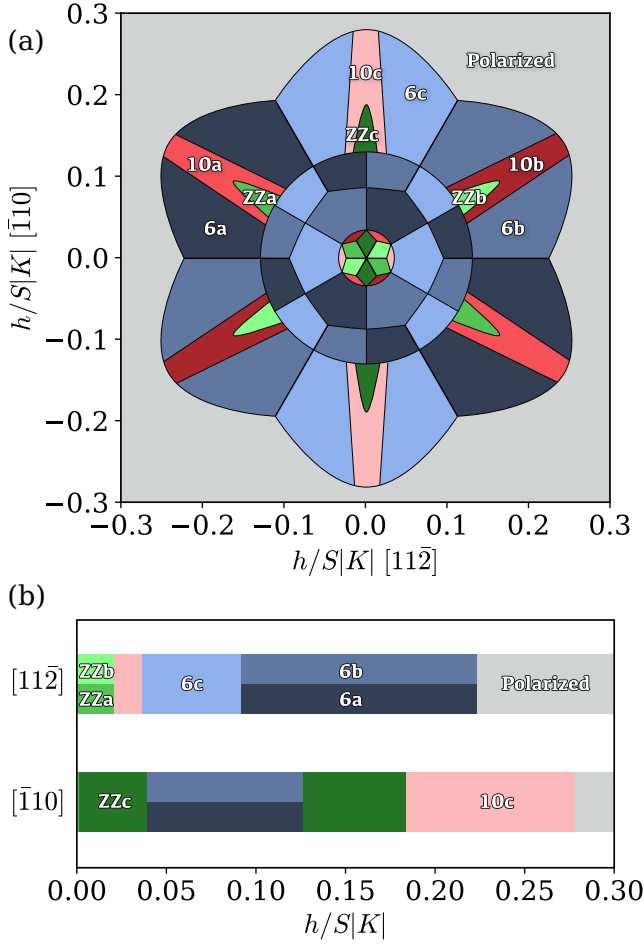 (a)
0.3
0.2
0.1
0.0
−0.1
−0.2
−0.3
h/S|K| [1̄10]
10c
6c
Polarized
ZZc
10a
10b
ZZa
ZZb
6a
6b
−0.3 −0.2 −0.1 0.0 0.1 0.2 0.3
h/S|K| [112̄]
(b)
[112̄]
ZZb
ZZa
6c
6b
6a
Polarized
[1̄10]
ZZc
10c
0.00 0.05 0.10 0.15 0.20 0.25 0.30
h/S|K|